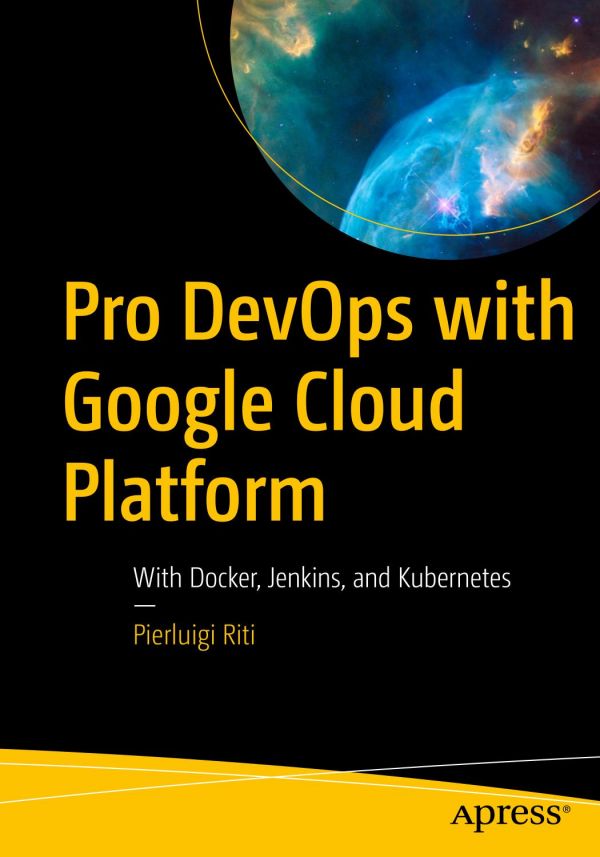 Pro DevOps with
Google Cloud
Platform
With Docker, Jenkins, and Kubernetes
—
Pierluigi Riti
Apress®